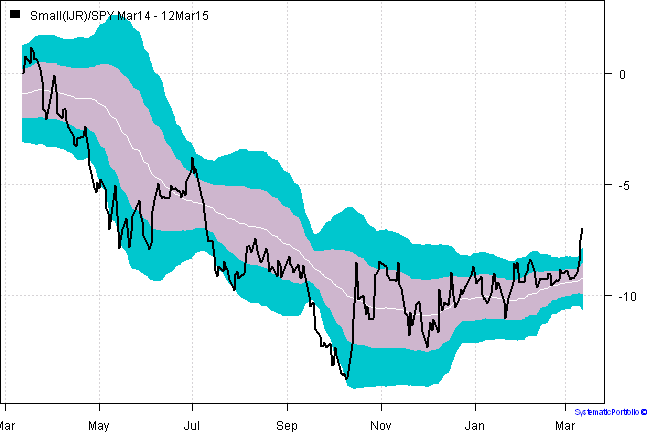 Small(IJR)/SPY Mar14 - 12Mar15
0
-5
-10
Mar May Jul Sep Nov Jan Mar
SystematicPortfolio ©